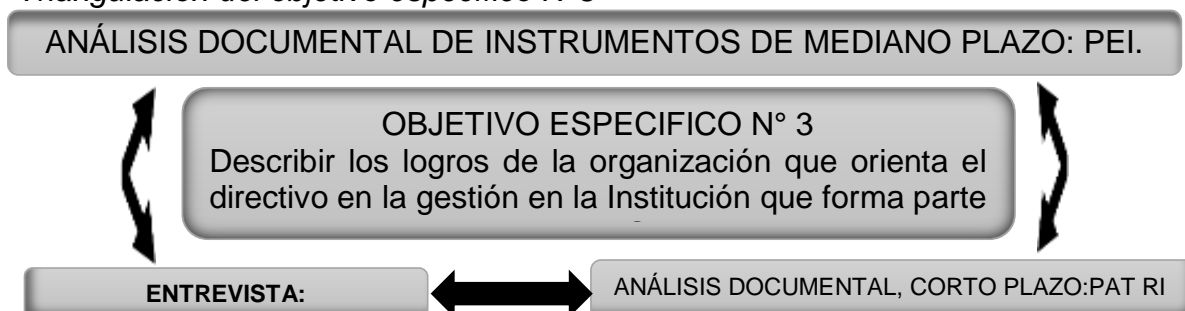 ANÁLISIS DOCUMENTAL DE INSTRUMENTOS DE MEDIANO PLAZO: PEI.
OBJETIVO ESPECIFICO N° 3
Describir los logros de la organización que orienta el
directivo en la gestión en la Institución que forma parte
ENTREVISTA:
ANÁLISIS DOCUMENTAL, CORTO PLAZO:PAT RI